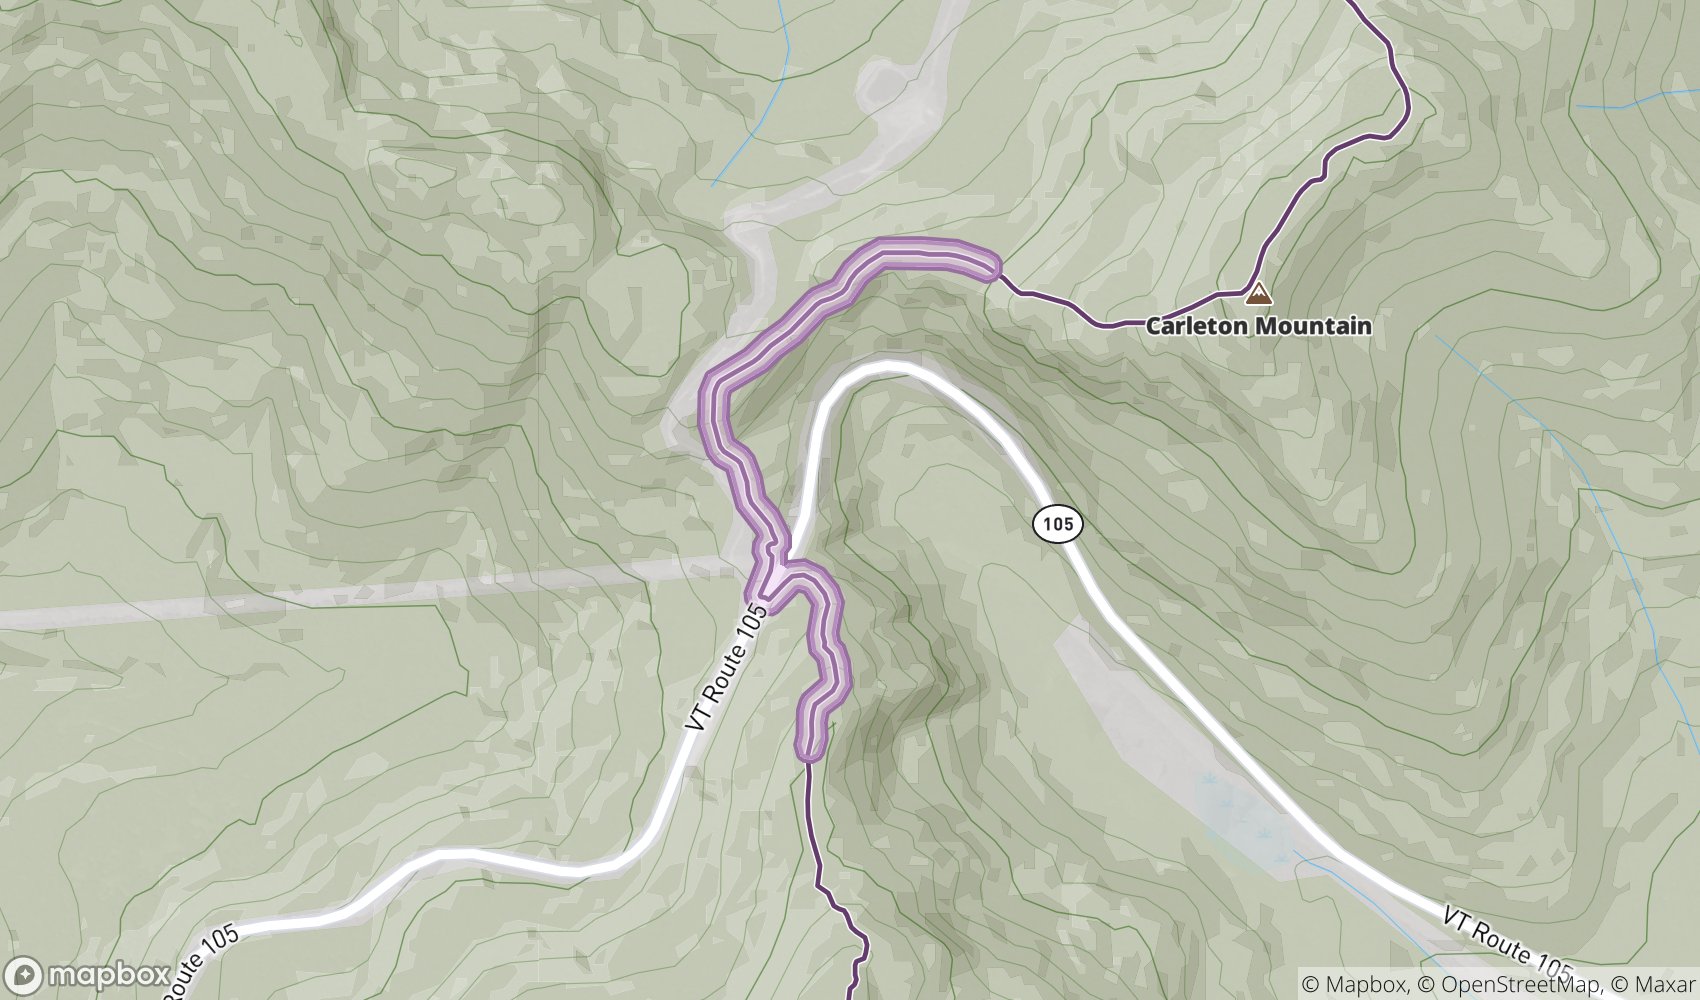 Carleton Mountain
105
VT Route 105
Route 105
VT Route 105
mapbox
© Mapbox, © OpenStreetMap, © Maxar